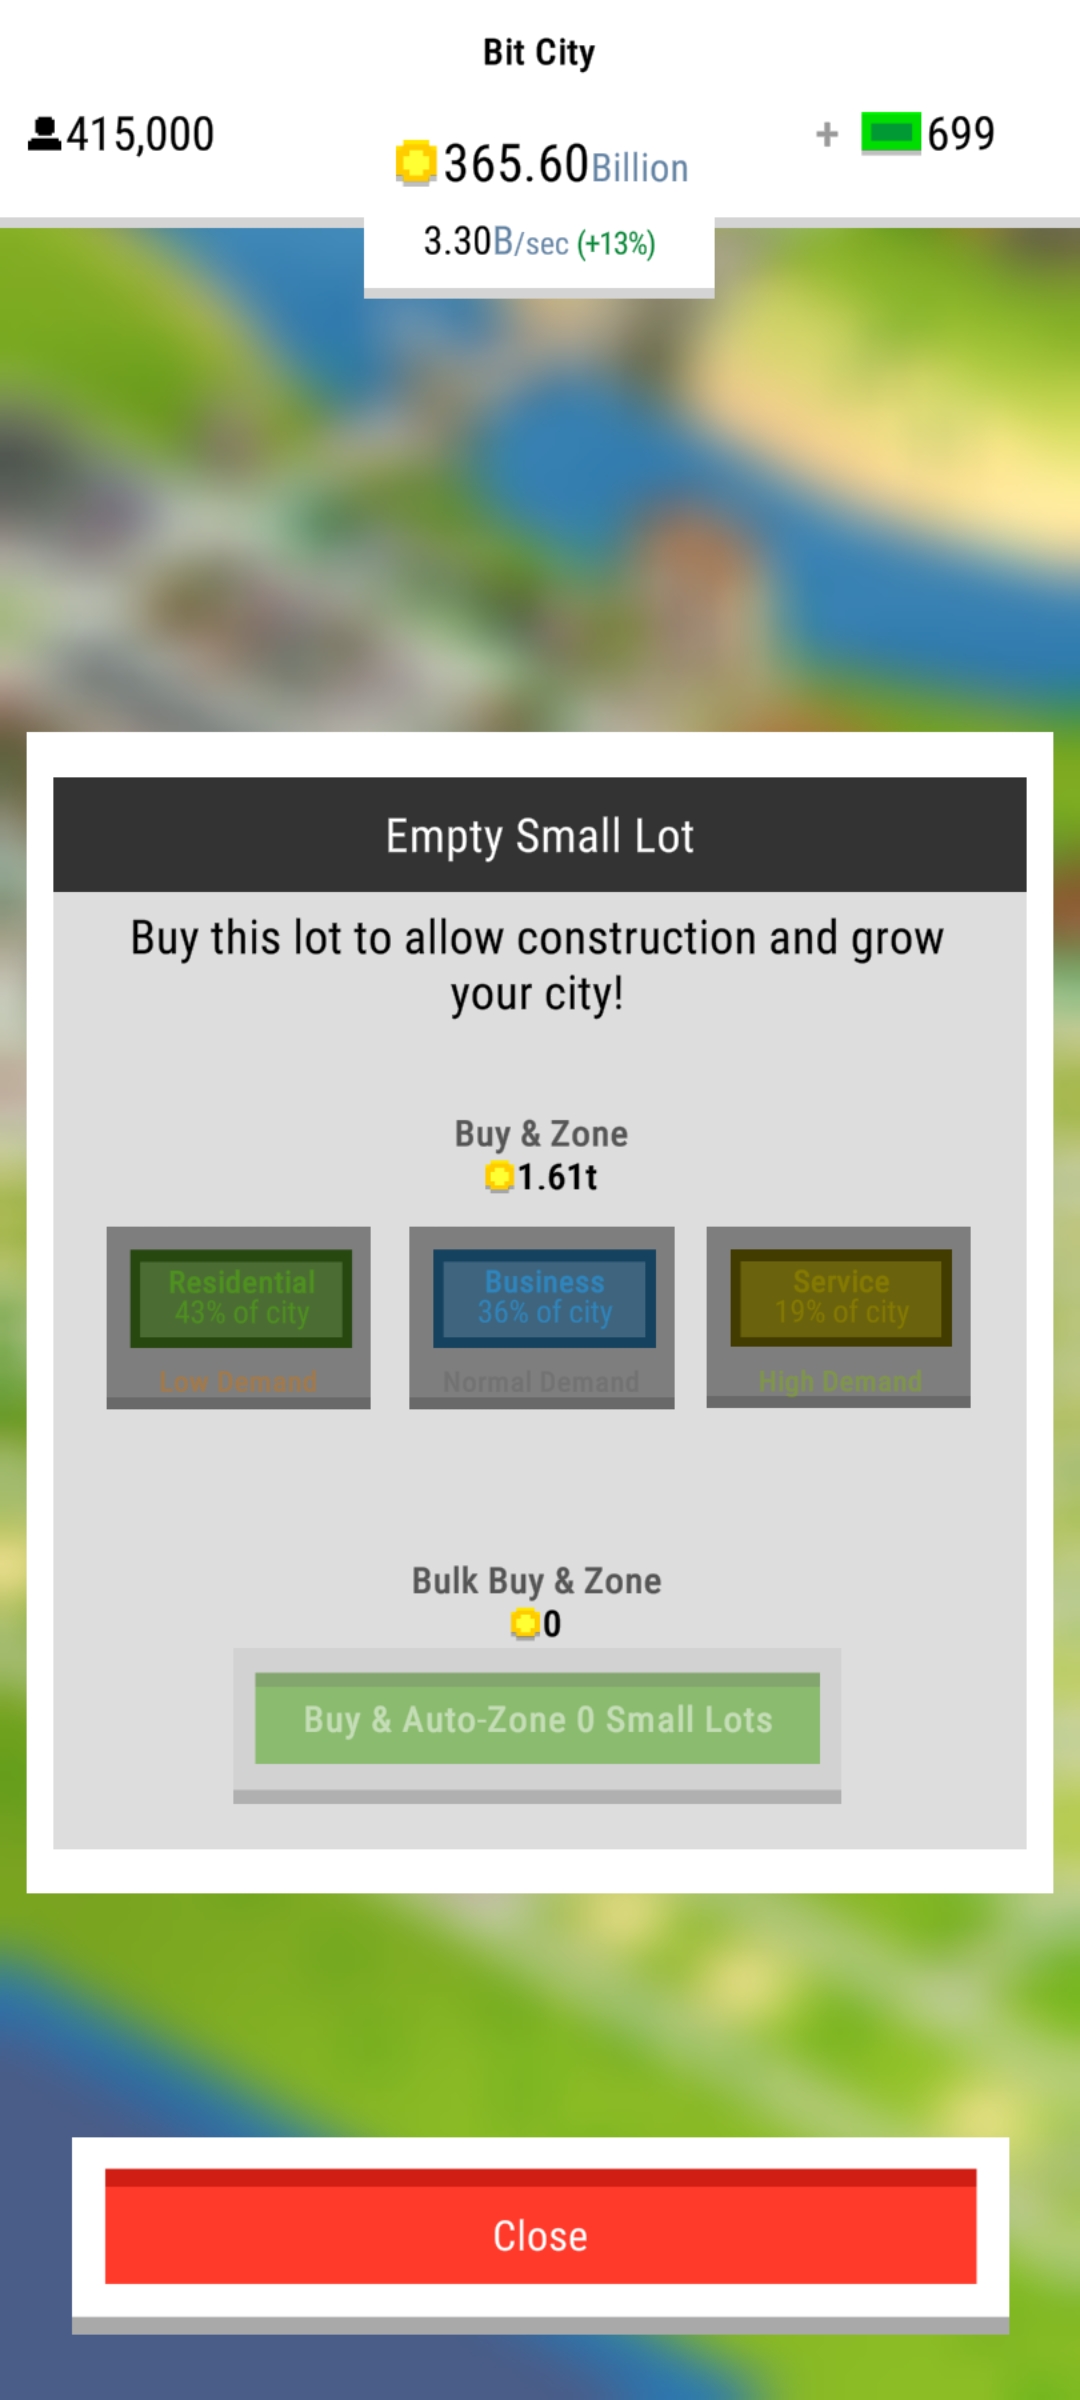 Bit City
415,000
365.60Billion
+ 699
3.30B/sec (+13%)
Empty Small Lot
Buy this lot to allow construction and grow
your city!
Buy & Zone
1.61t
Residential
43% of city
Low Demand
Business
36% of city
Normal Demand
Service
19% of city
High Demand
Bulk Buy & Zone
0
Buy & Auto-Zone 0 Small Lots
Close